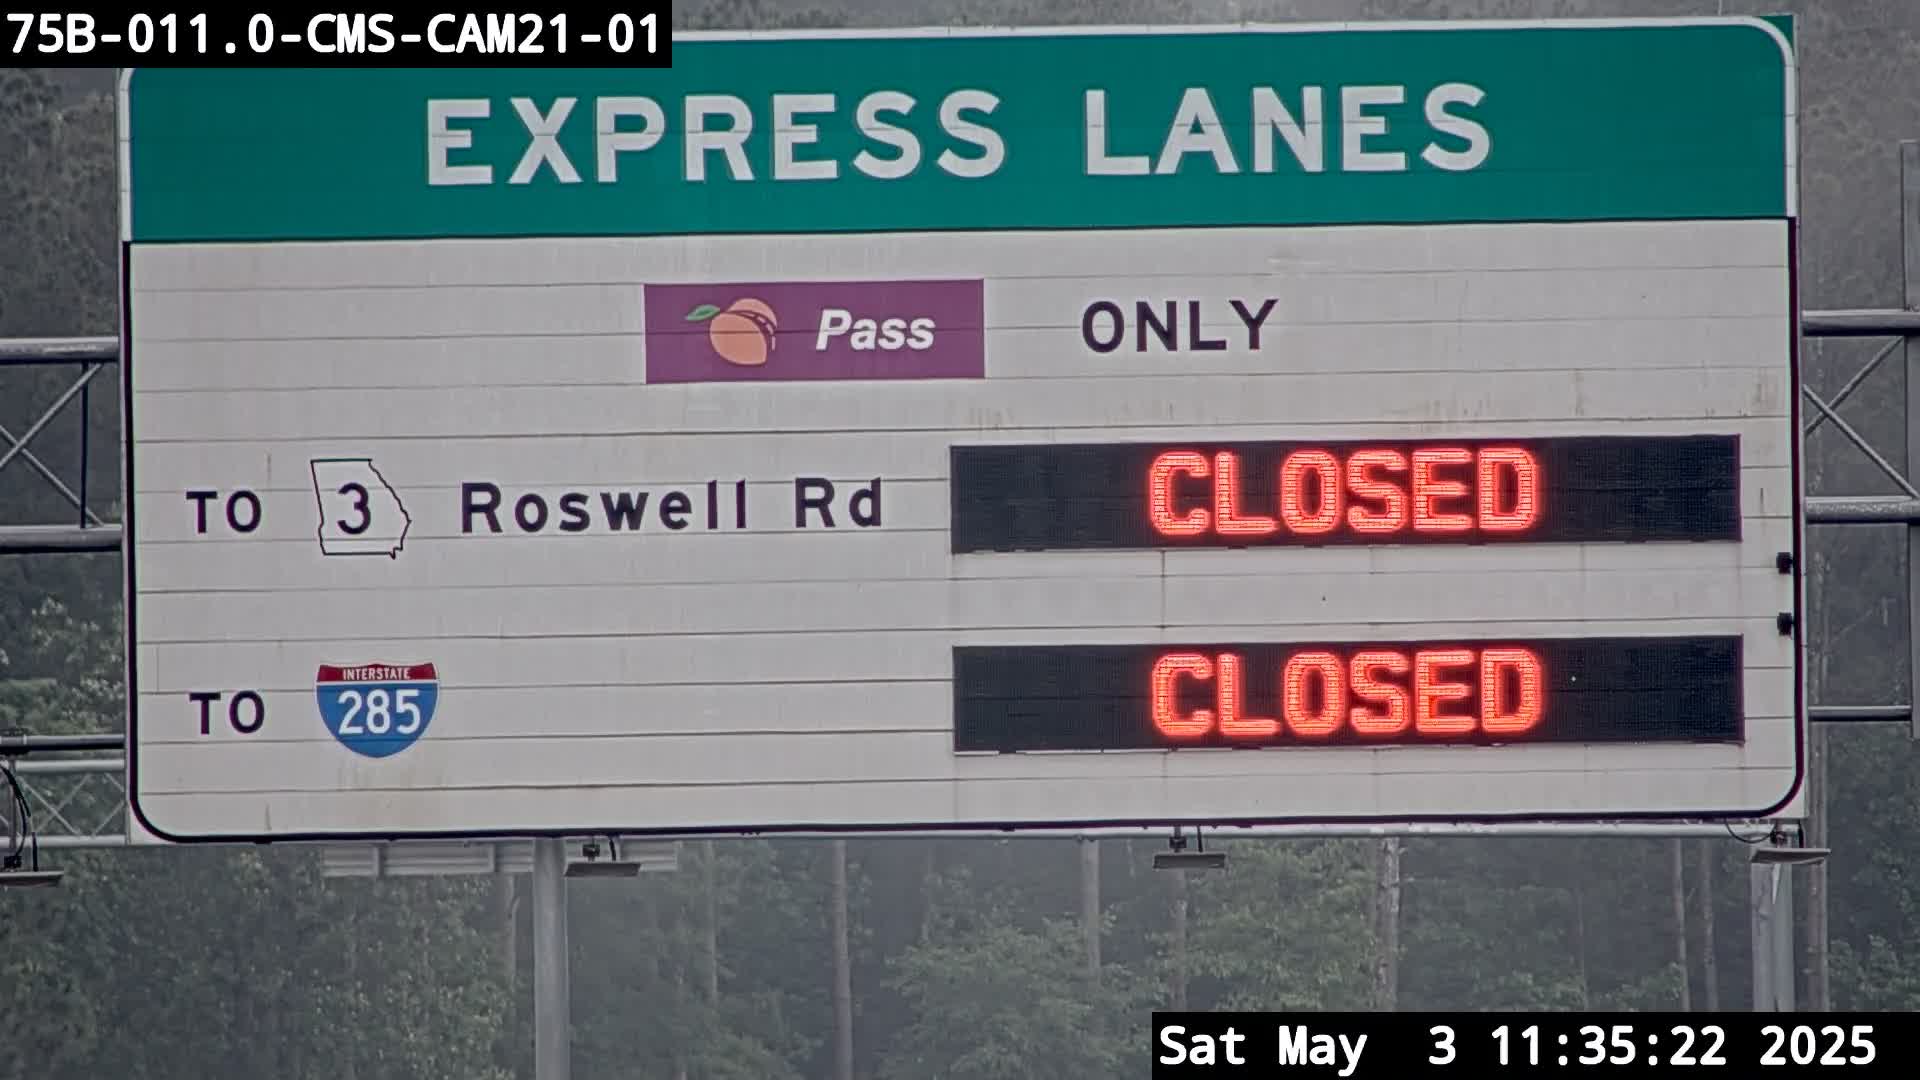 75B-011.0-CMS-CAM21-01
EXPRESS LANES
Pass ONLY
TO 3 Roswell Rd CLOSED
TO INTERSTATE 285 CLOSED
Sat May 3 11:35:22 2025